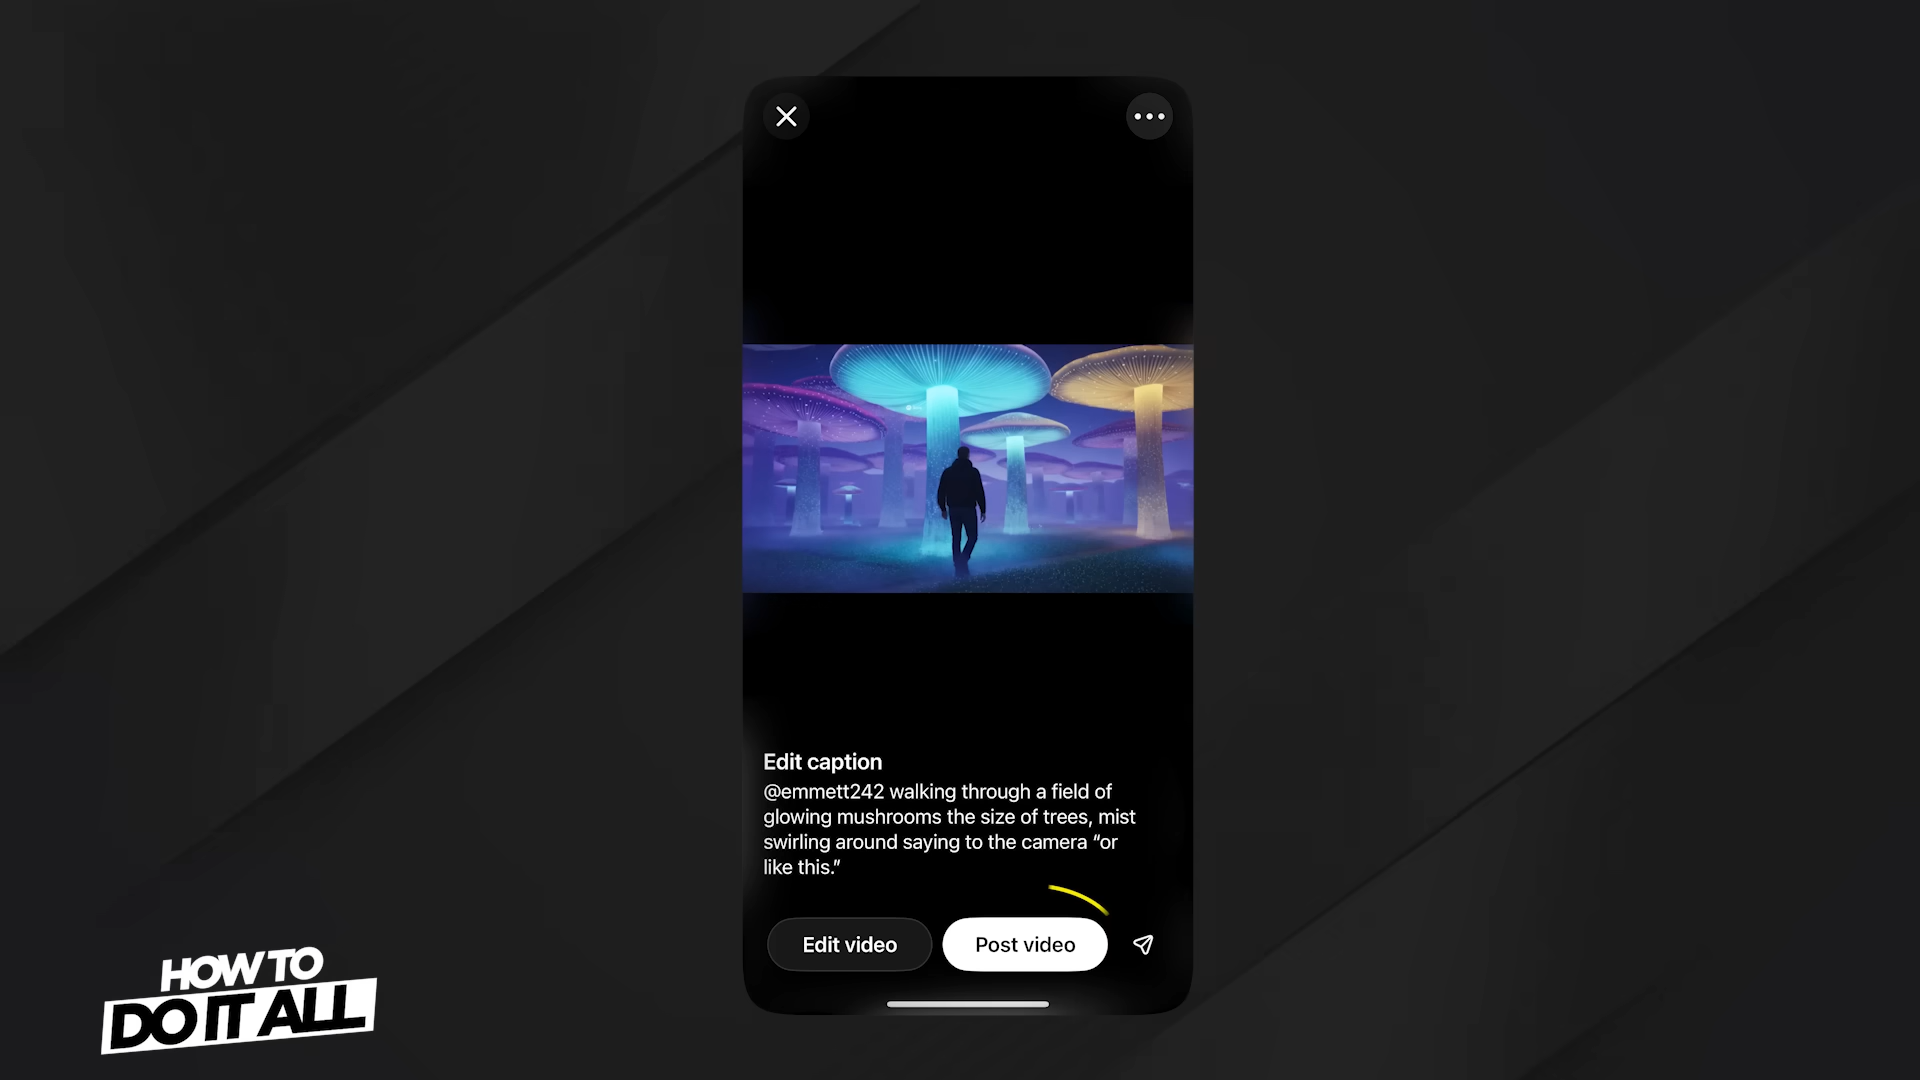 Edit caption
@emmett242 walking through a field of
glowing mushrooms the size of trees, mist
swirling around saying to the camera “or
like this.”
Edit video
Post video
HOW TO
DO IT ALL